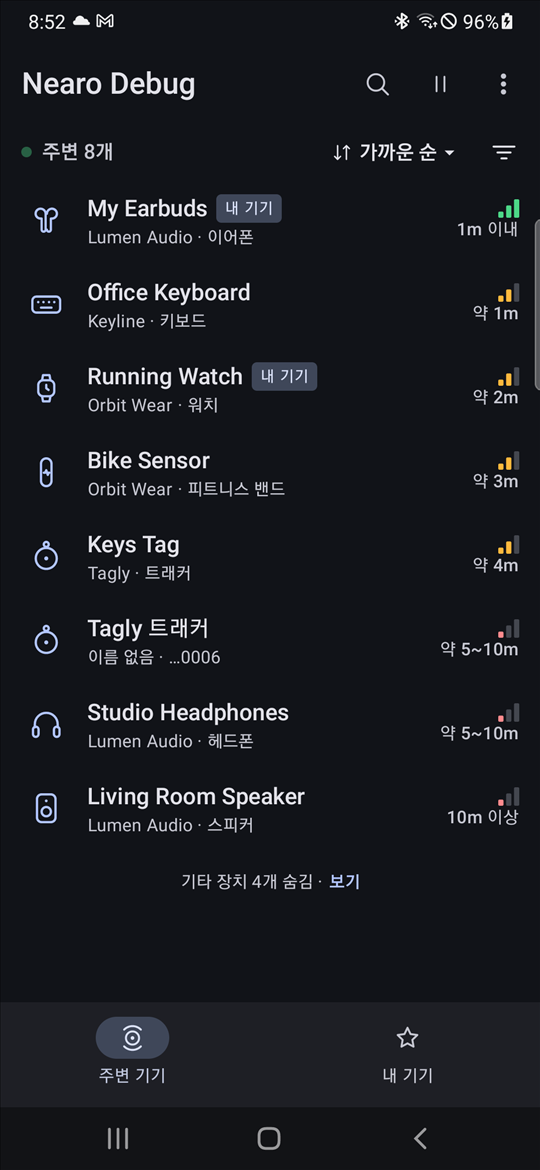 8:52
96%
Nearo Debug
주변 8개
가까운 순
My Earbuds 내 기기
Lumen Audio · 이어폰
1m 이내
Office Keyboard
Keyline · 키보드
약 1m
Running Watch 내 기기
Orbit Wear · 워치
약 2m
Bike Sensor
Orbit Wear · 피트니스 밴드
약 3m
Keys Tag
Tagly · 트래커
약 4m
Tagly 트래커
이름 없음 · …0006
약 5~10m
Studio Headphones
Lumen Audio · 헤드폰
약 5~10m
Living Room Speaker
Lumen Audio · 스피커
10m 이상
기타 장치 4개 숨김 · 보기
주변 기기
내 기기